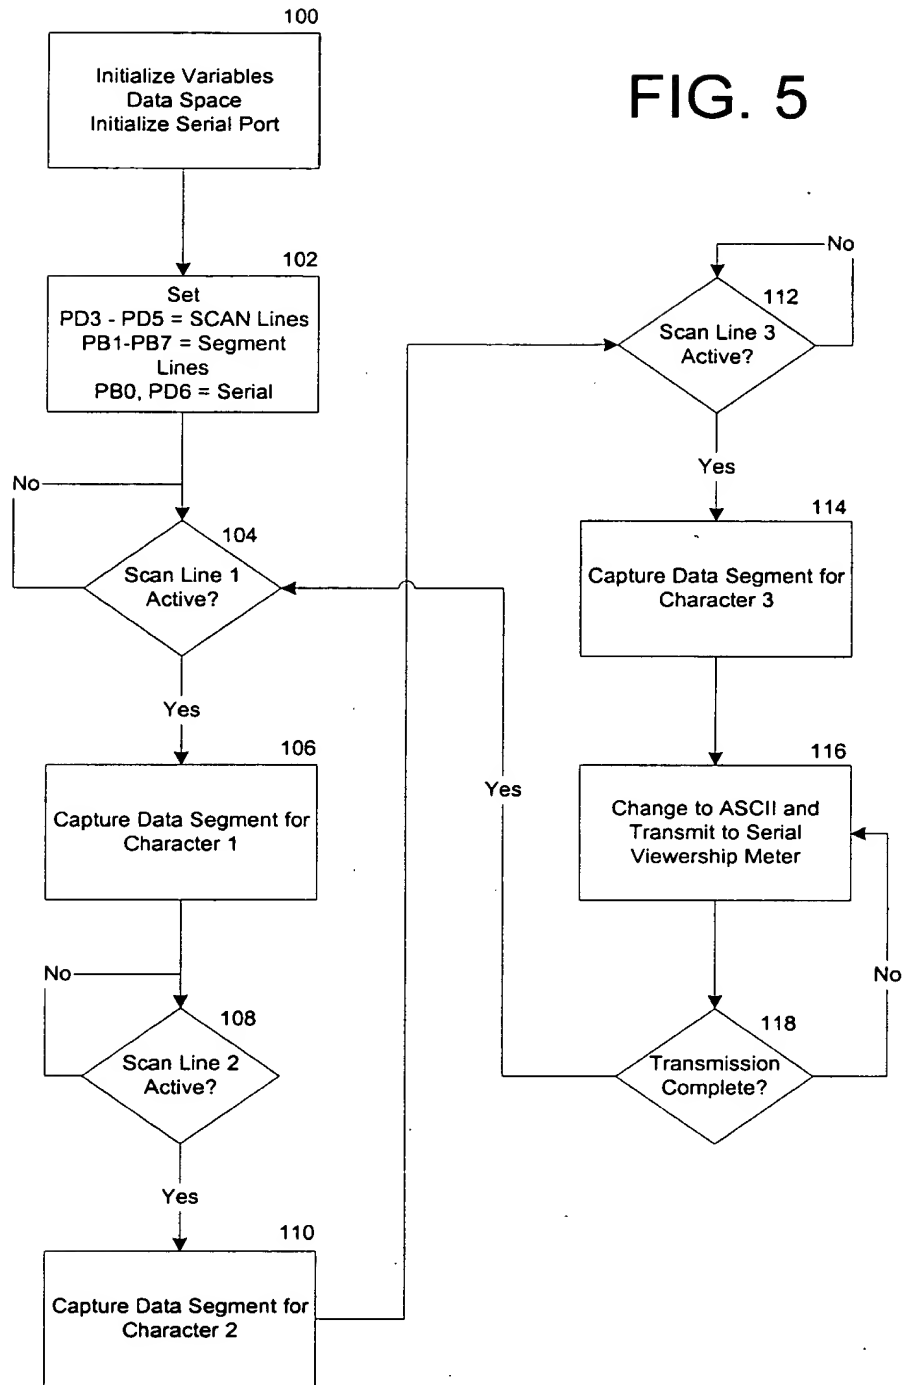 FIG. 5
100
Initialize Variables
Data Space
Initialize Serial Port
102
Set
PD3 - PD5 = SCAN Lines
PB1-PB7 = Segment
Lines
PB0, PD6 = Serial
No
104
Scan Line 1
Active?
Yes
106
Capture Data Segment for
Character 1
No
108
Scan Line 2
Active?
Yes
110
Capture Data Segment for
Character 2
No
112
Scan Line 3
Active?
Yes
114
Capture Data Segment for
Character 3
116
Change to ASCII and
Transmit to Serial
Viewership Meter
118
Transmission
Complete?
No
Yes